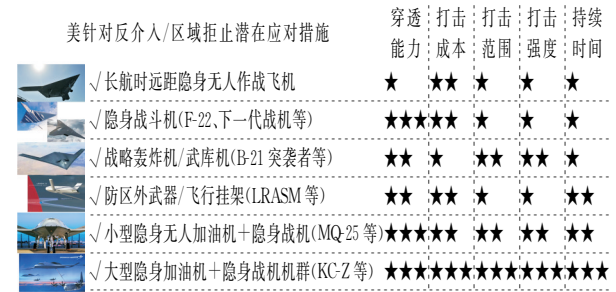 美针对反介入/区域拒止潜在应对措施 穿透能力 打击成本 打击范围 打击强度 持续时间
√长航时远距隐身无人作战飞机 ★ ★★ ★ ★ ★
√隐身战斗机(F-22、下一代战机等) ★★★ ★★ ★ ★ ★
√战略轰炸机/武库机(B-21 突袭者等) ★★ ★ ★★ ★★ ★
√防区外武器/飞行挂架(LRASM 等) ★★ ★★ ★ ★ ★★
√小型隐身无人加油机+隐身战机(MQ-25 等) ★★★ ★★ ★★ ★★ ★★
√大型隐身加油机+隐身战机机群(KC-Z 等) ★★★ ★★★ ★★★ ★★★ ★★★